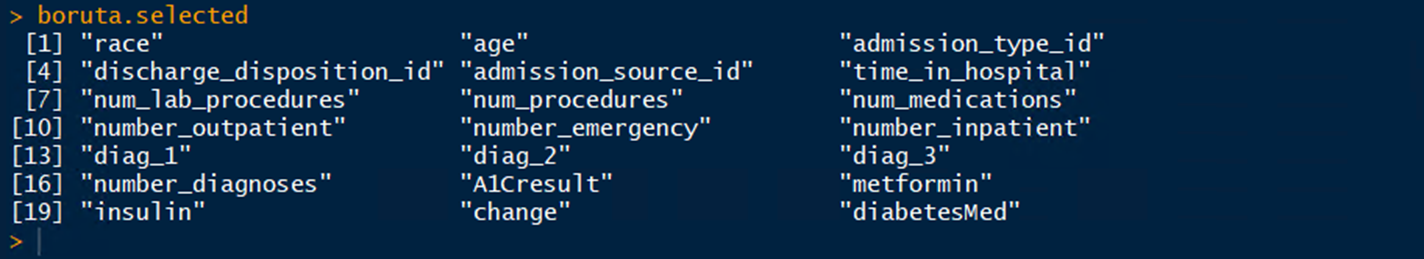 > boruta.selected
 [1] "race"                     "age"                      "admission_type_id"
 [4] "discharge_disposition_id" "admission_source_id"      "time_in_hospital"
 [7] "num_lab_procedures"       "num_procedures"           "num_medications"
[10] "number_outpatient"        "number_emergency"         "number_inpatient"
[13] "diag_1"                   "diag_2"                   "diag_3"
[16] "number_diagnoses"         "A1Cresult"                "metformin"
[19] "insulin"                  "change"                   "diabetesMed"
>